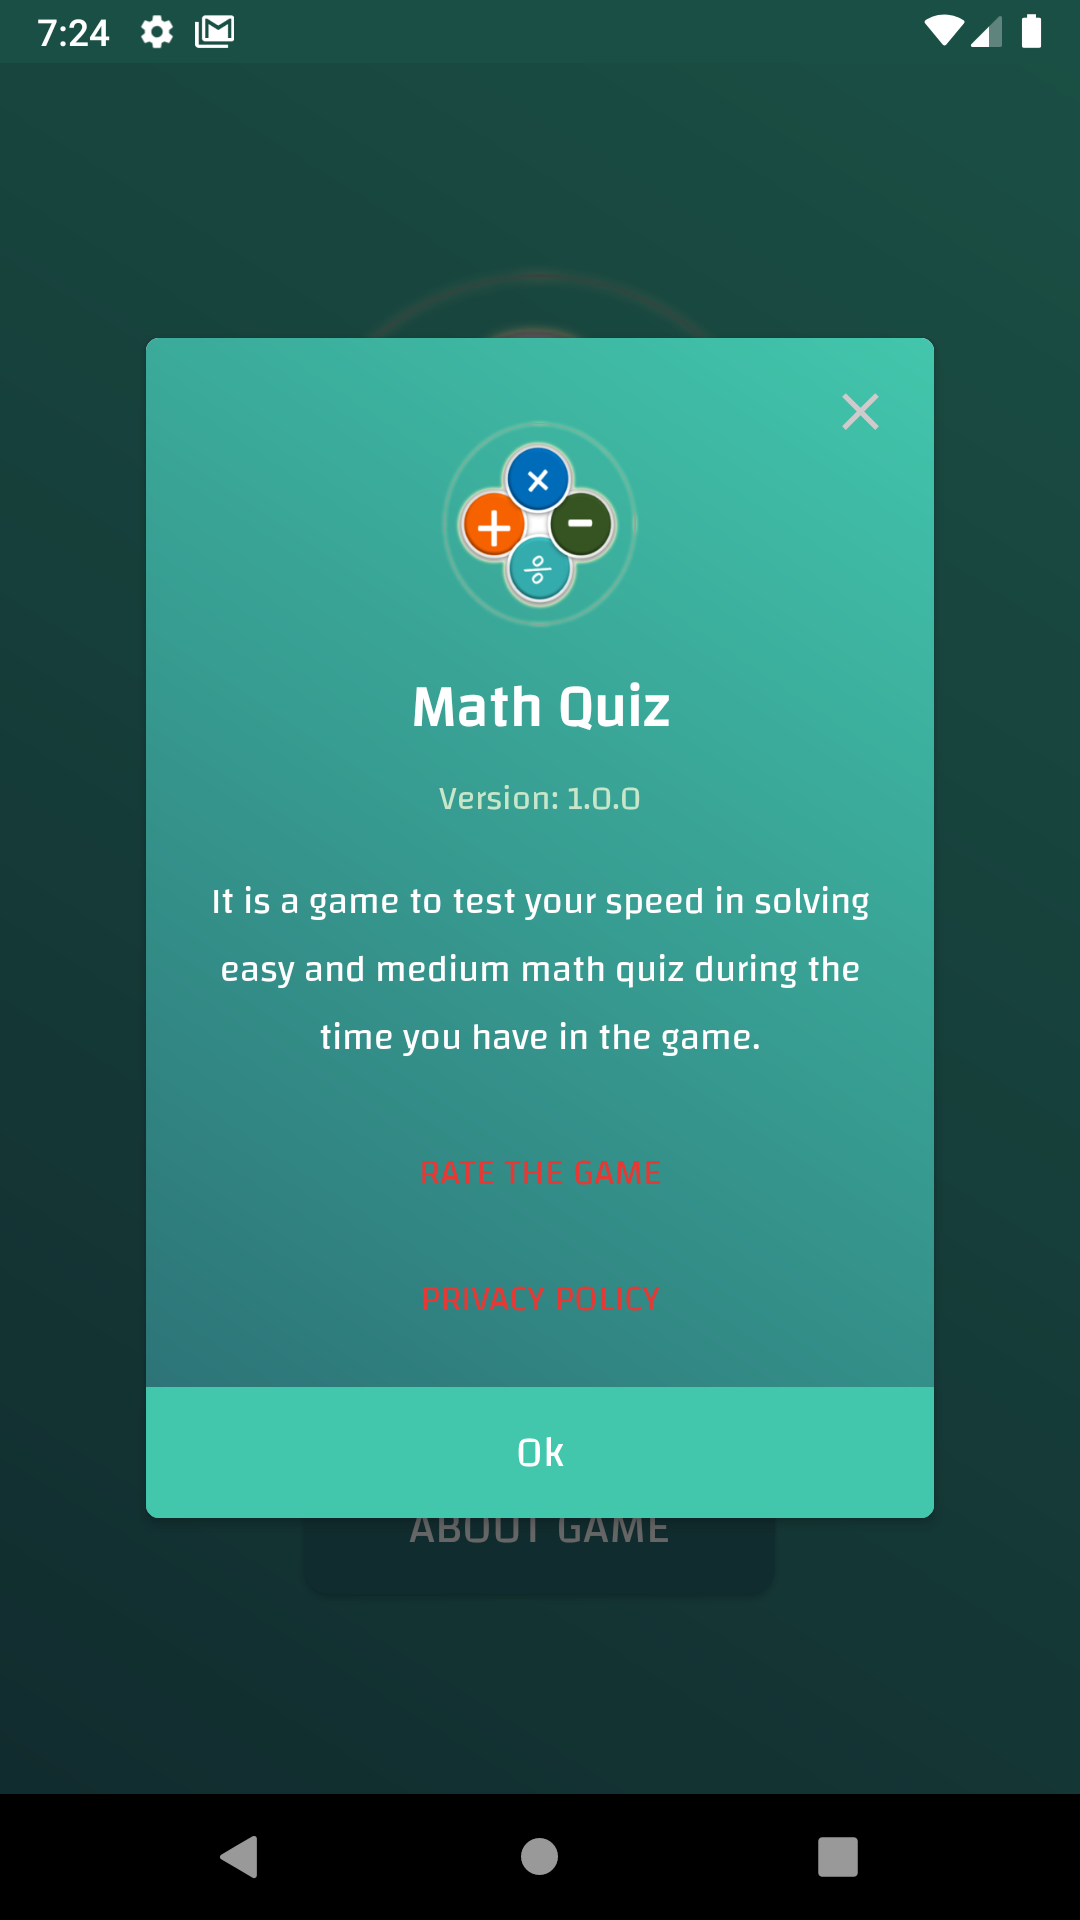 7:24
Math Quiz
Version: 1.0.0
It is a game to test your speed in solving
easy and medium math quiz during the
time you have in the game.
RATE THE GAME
PRIVACY POLICY
Ok
ABOUT GAME